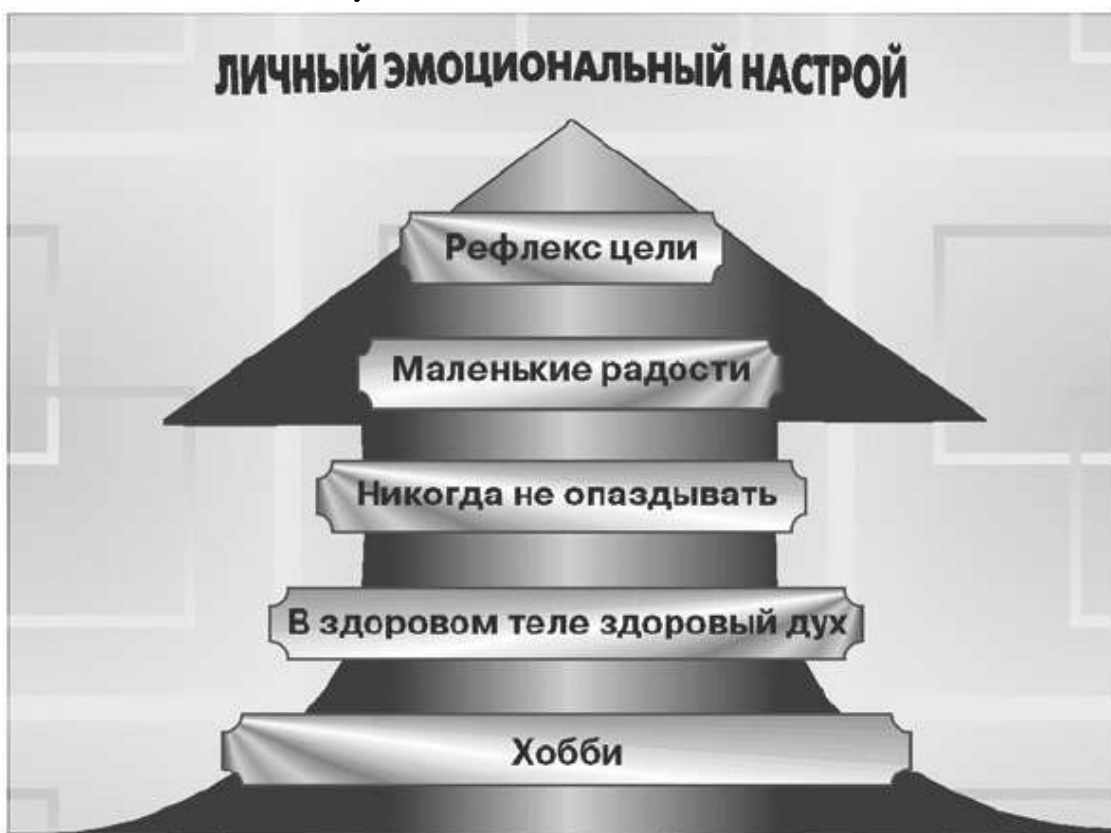 ЛИЧНЫЙ ЭМОЦИОНАЛЬНЫЙ НАСТРОЙ
Рефлекс цели
Маленькие радости
Никогда не опаздывать
В здоровом теле здоровый дух
Хобби